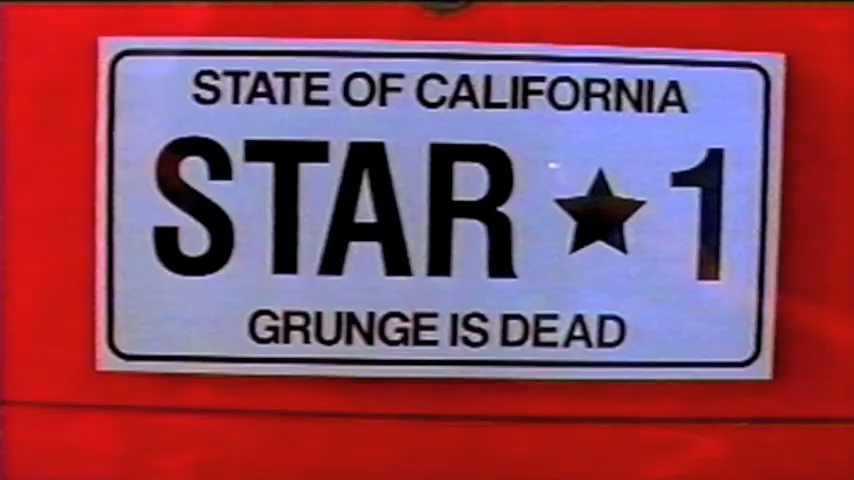 STATE OF CALIFORNIA
STAR★1
GRUNGE IS DEAD